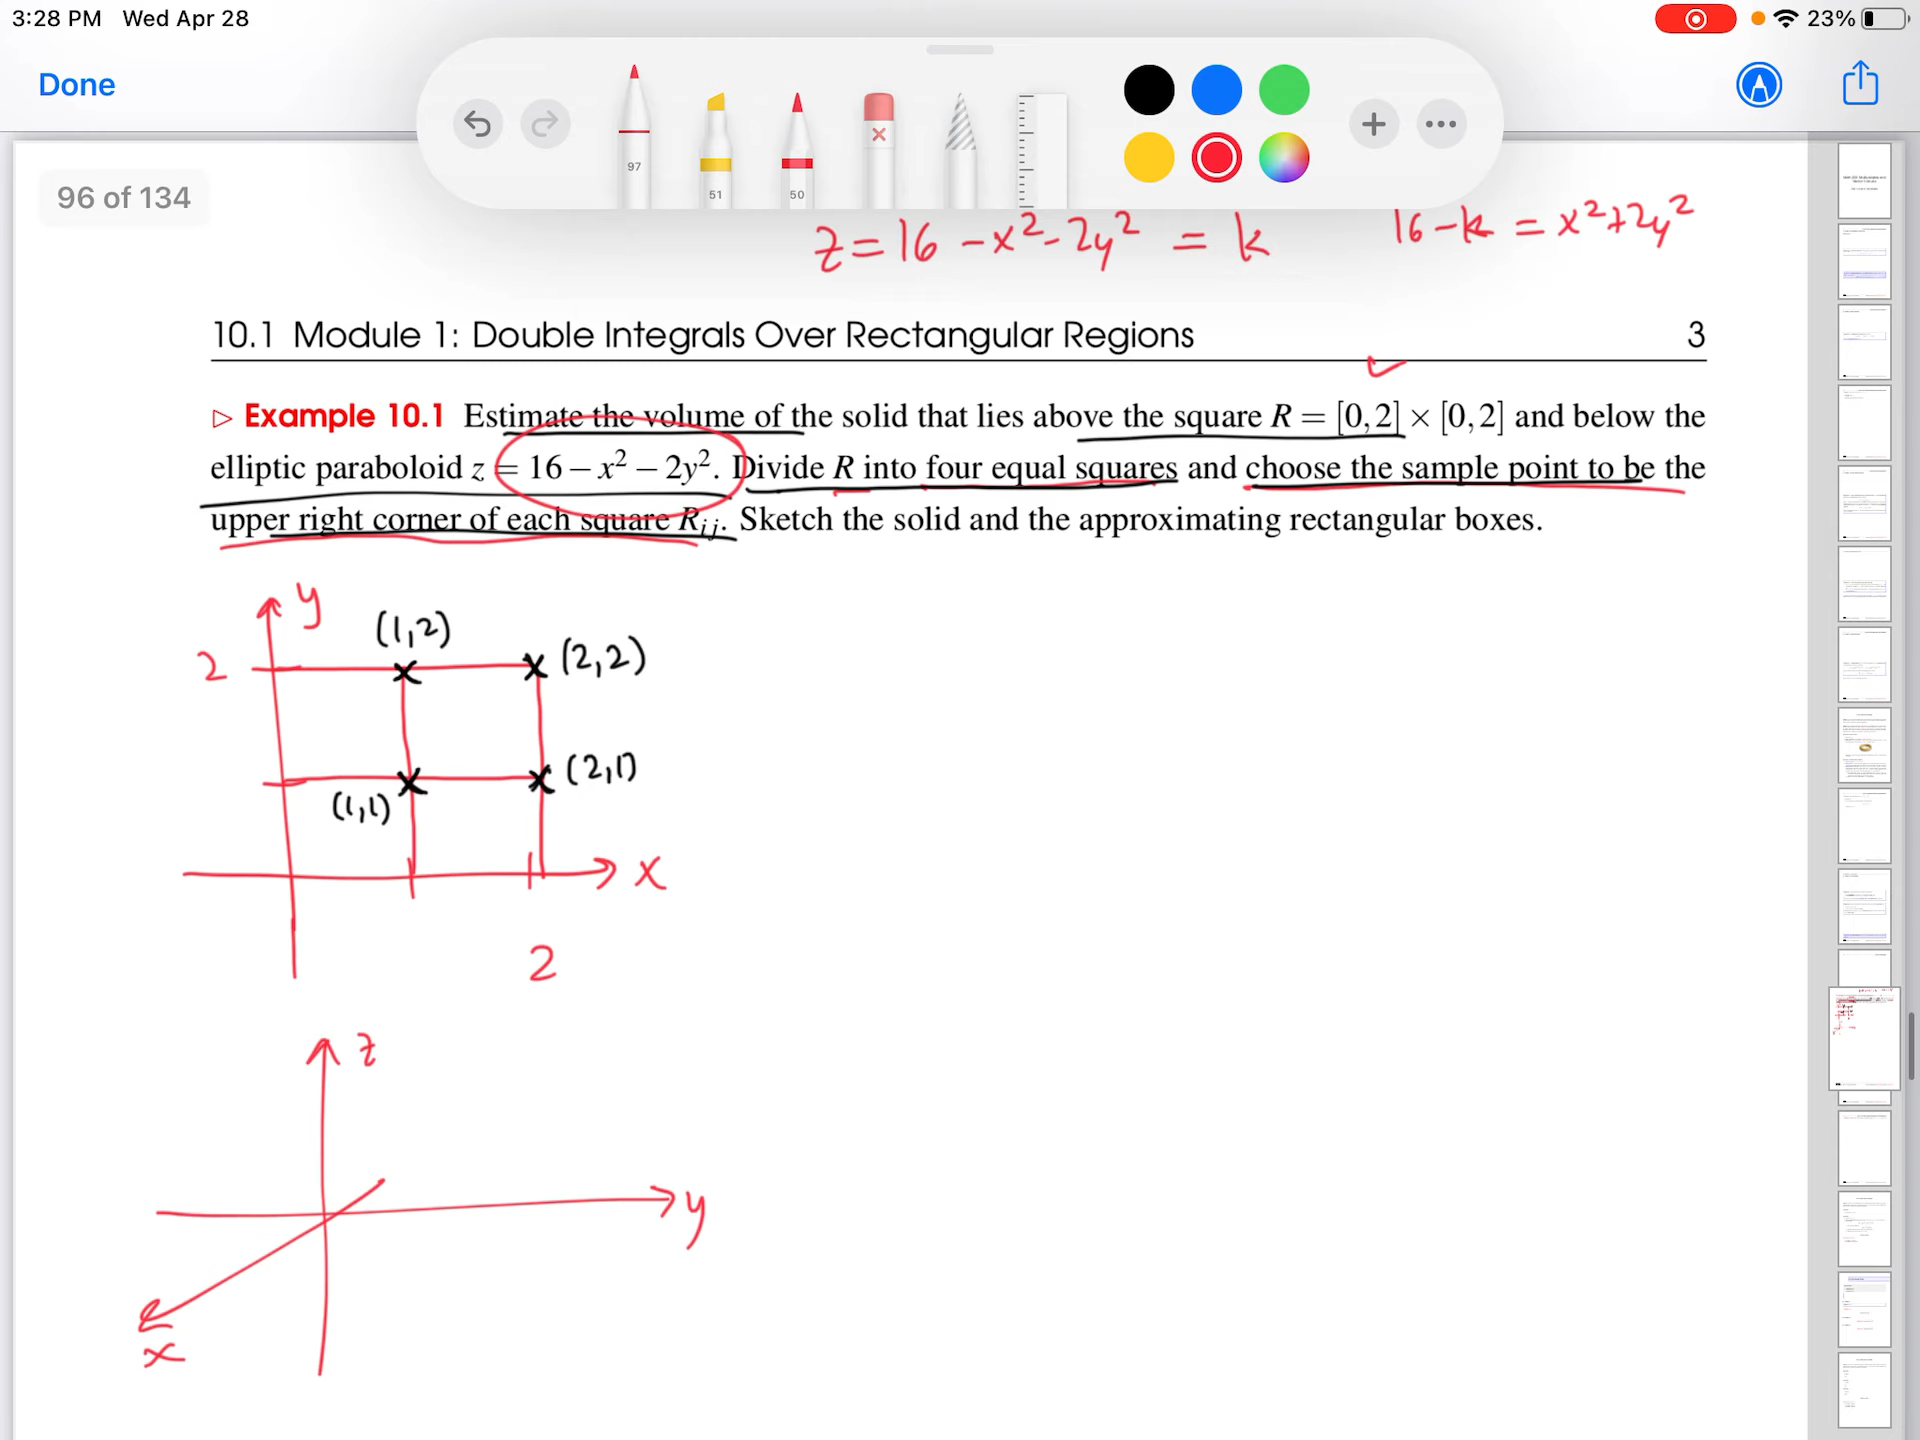 3:28 PM Wed Apr 28
23%
Done
97
51
50
96 of 134
z = 16 - x² - 2y² = k
16 - k = x² + 2y²
10.1 Module 1: Double Integrals Over Rectangular Regions 3
▷ Example 10.1 Estimate the volume of the solid that lies above the square R = [0,2] × [0,2] and below the
elliptic paraboloid z = 16 − x² − 2y². Divide R into four equal squares and choose the sample point to be the
upper right corner of each square Rᵢⱼ. Sketch the solid and the approximating rectangular boxes.
y
(1,2)
2
(2,2)
(2,1)
(1,1)
x
2
z
y
x